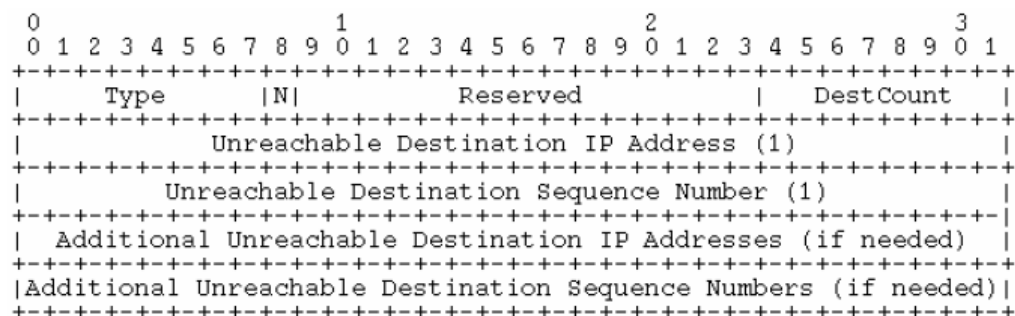 0                   1                   2                   3
0 1 2 3 4 5 6 7 8 9 0 1 2 3 4 5 6 7 8 9 0 1 2 3 4 5 6 7 8 9 0 1
+-+-+-+-+-+-+-+-+-+-+-+-+-+-+-+-+-+-+-+-+-+-+-+-+-+-+-+-+-+-+-+-+
|     Type      |N|          Reserved           |   DestCount   |
+-+-+-+-+-+-+-+-+-+-+-+-+-+-+-+-+-+-+-+-+-+-+-+-+-+-+-+-+-+-+-+-+
|            Unreachable Destination IP Address (1)             |
+-+-+-+-+-+-+-+-+-+-+-+-+-+-+-+-+-+-+-+-+-+-+-+-+-+-+-+-+-+-+-+-+
|         Unreachable Destination Sequence Number (1)           |
+-+-+-+-+-+-+-+-+-+-+-+-+-+-+-+-+-+-+-+-+-+-+-+-+-+-+-+-+-+-+-+-|
|  Additional Unreachable Destination IP Addresses (if needed)  |
+-+-+-+-+-+-+-+-+-+-+-+-+-+-+-+-+-+-+-+-+-+-+-+-+-+-+-+-+-+-+-+-+
|Additional Unreachable Destination Sequence Numbers (if needed)|
+-+-+-+-+-+-+-+-+-+-+-+-+-+-+-+-+-+-+-+-+-+-+-+-+-+-+-+-+-+-+-+-+